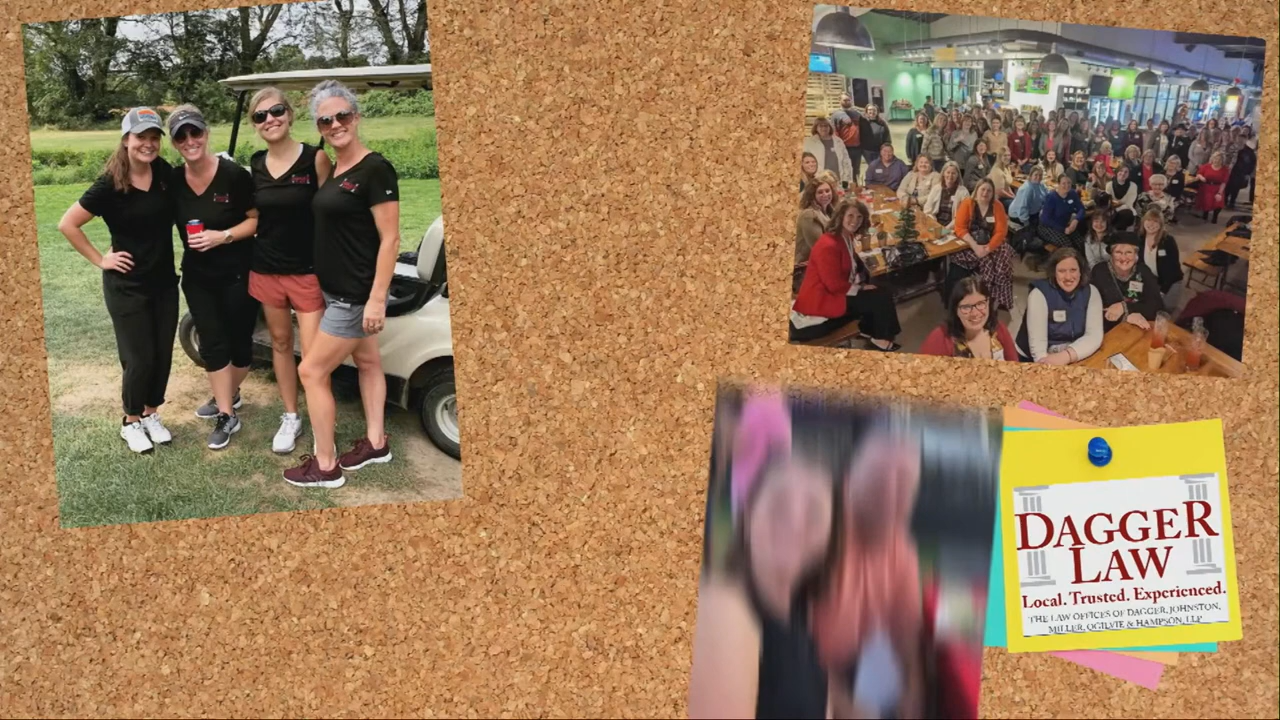 DAGGER
LAW
Local. Trusted. Experienced.
THE LAW OFFICES OF DAGGER, JOHNSTON,
MILLER, OGILVIE & HAMPSON, LLP